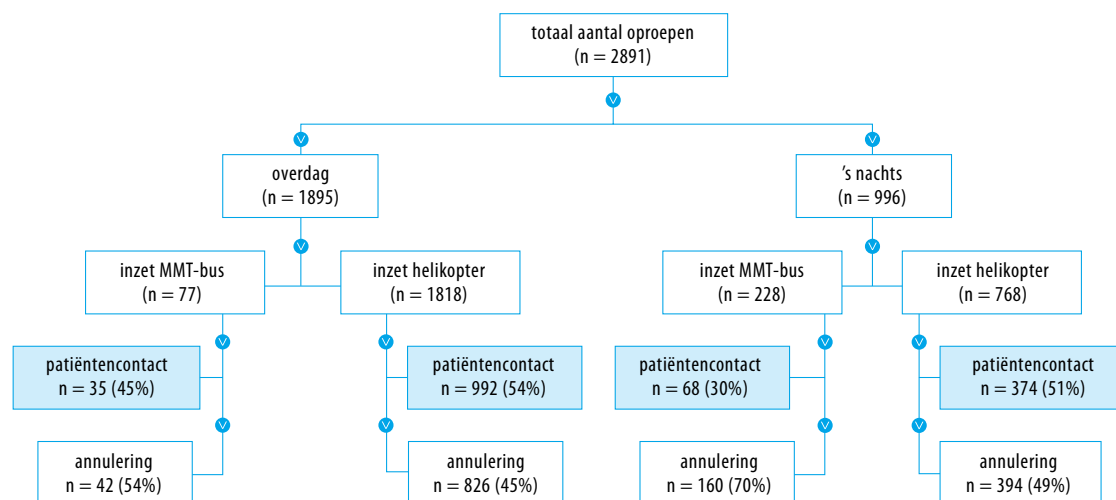 totaal aantal oproepen
(n = 2891)
overdag
(n = 1895)
's nachts
(n = 996)
inzet MMT-bus
(n = 77)
inzet helikopter
(n = 1818)
inzet MMT-bus
(n = 228)
inzet helikopter
(n = 768)
patiëntencontact
n = 35 (45%)
patiëntencontact
n = 992 (54%)
patiëntencontact
n = 68 (30%)
patiëntencontact
n = 374 (51%)
annulering
n = 42 (54%)
annulering
n = 826 (45%)
annulering
n = 160 (70%)
annulering
n = 394 (49%)